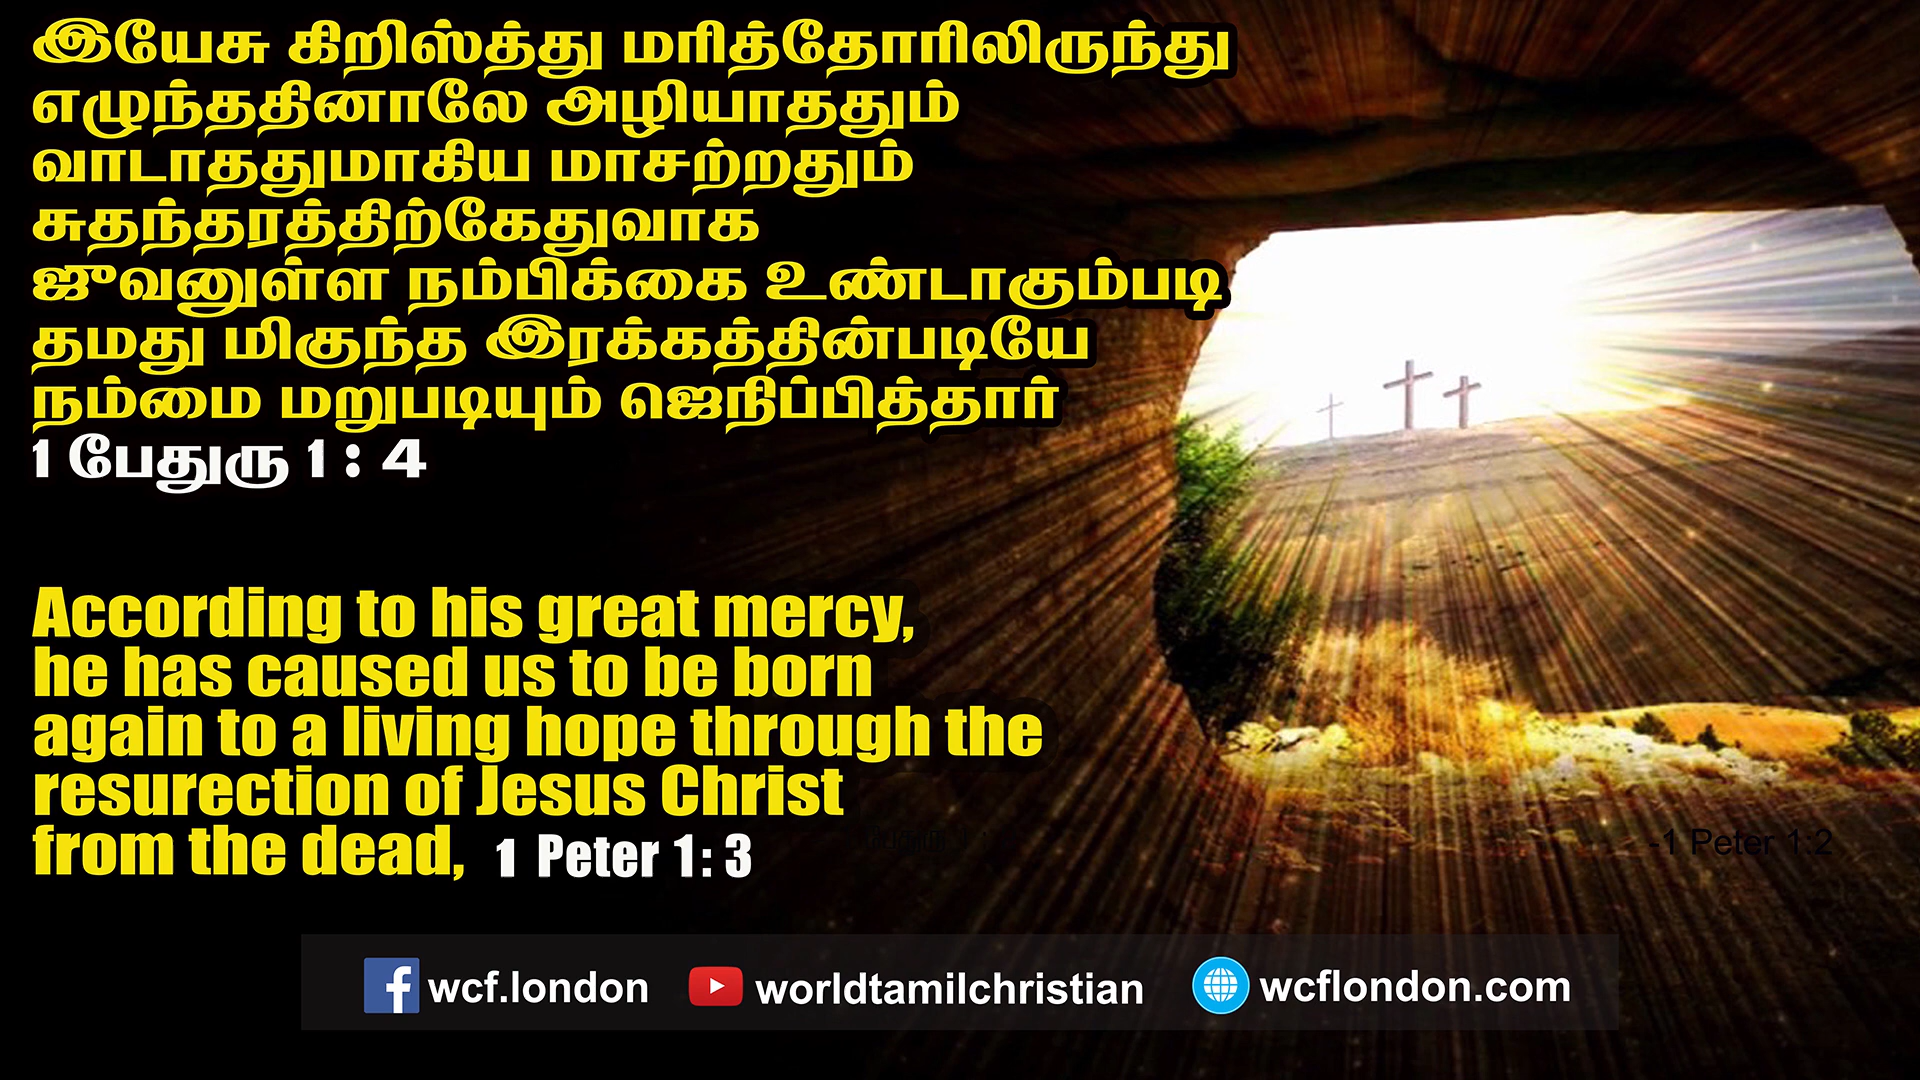 இயேசு கிறிஸ்த்து மரித்தோரிலிருந்து
எழுந்ததினாலே அழியாததும்
வாடாததுமாகிய மாசற்றதும்
சுதந்தரத்திற்கேதுவாக
ஜுவனுள்ள நம்பிக்கை உண்டாகும்படி
தமது மிகுந்த இரக்கத்தின்படியே
நம்மை மறுபடியும் ஜெநிப்பித்தார்
1 பேதுரு 1 : 4
According to his great mercy,
he has caused us to be born
again to a living hope through the
resurection of Jesus Christ
from the dead, 1 Peter 1: 3
-1 Peter 1:2
wcf.london worldtamilchristian wcflondon.com